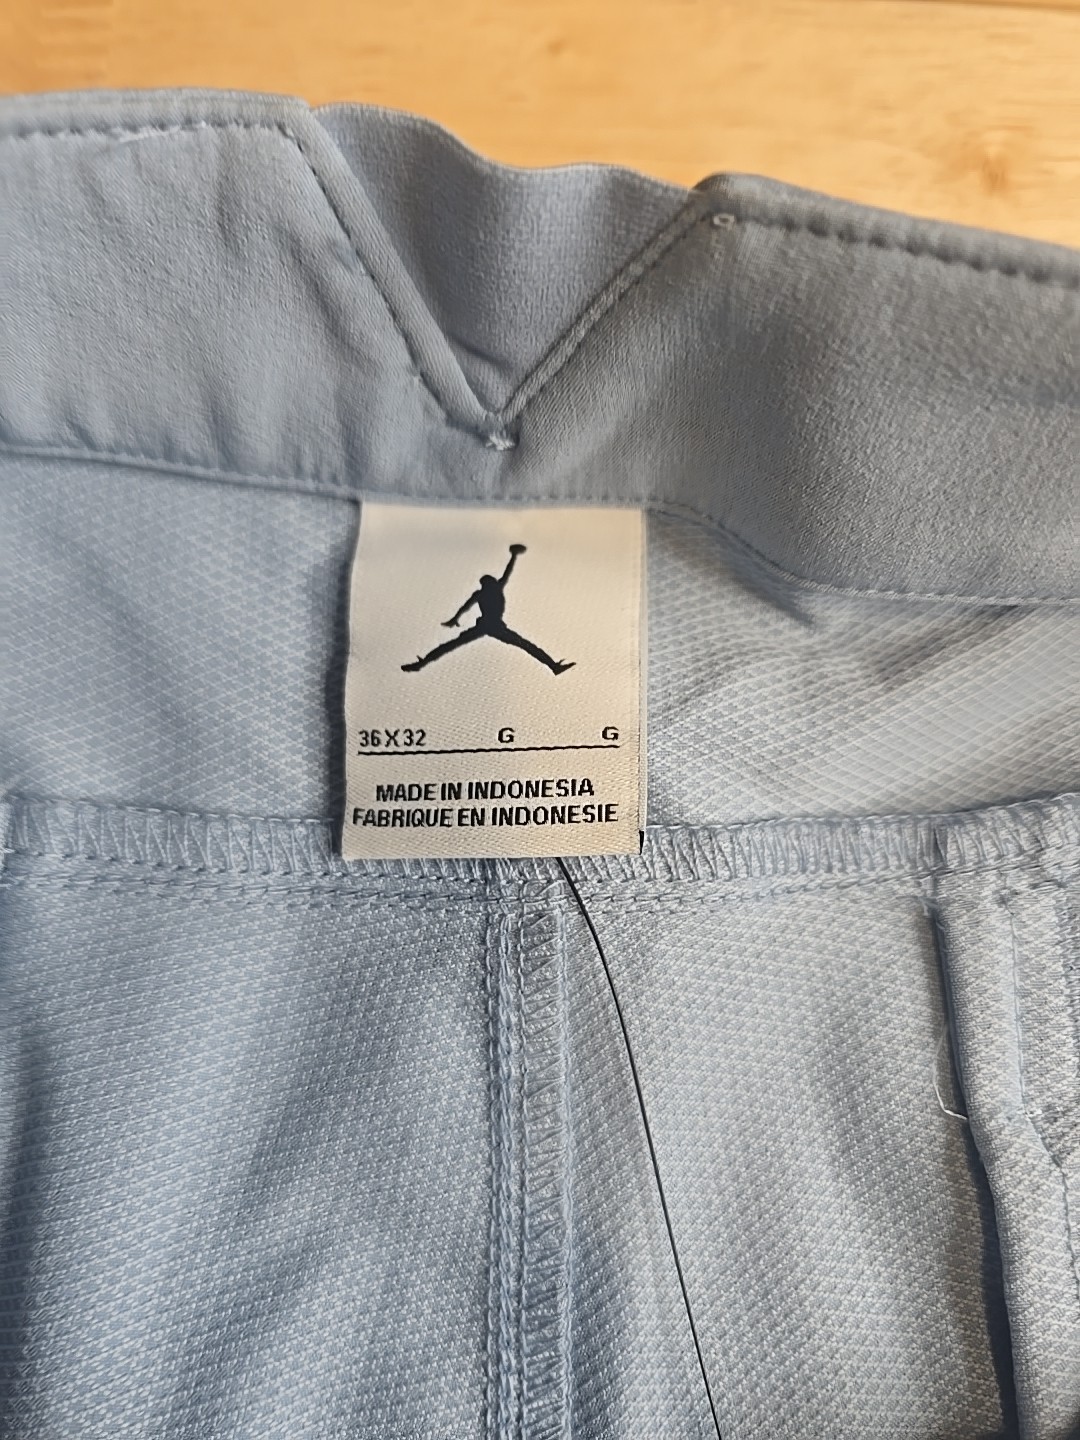 36X32 G G
MADE IN INDONESIA
FABRIQUE EN INDONESIE